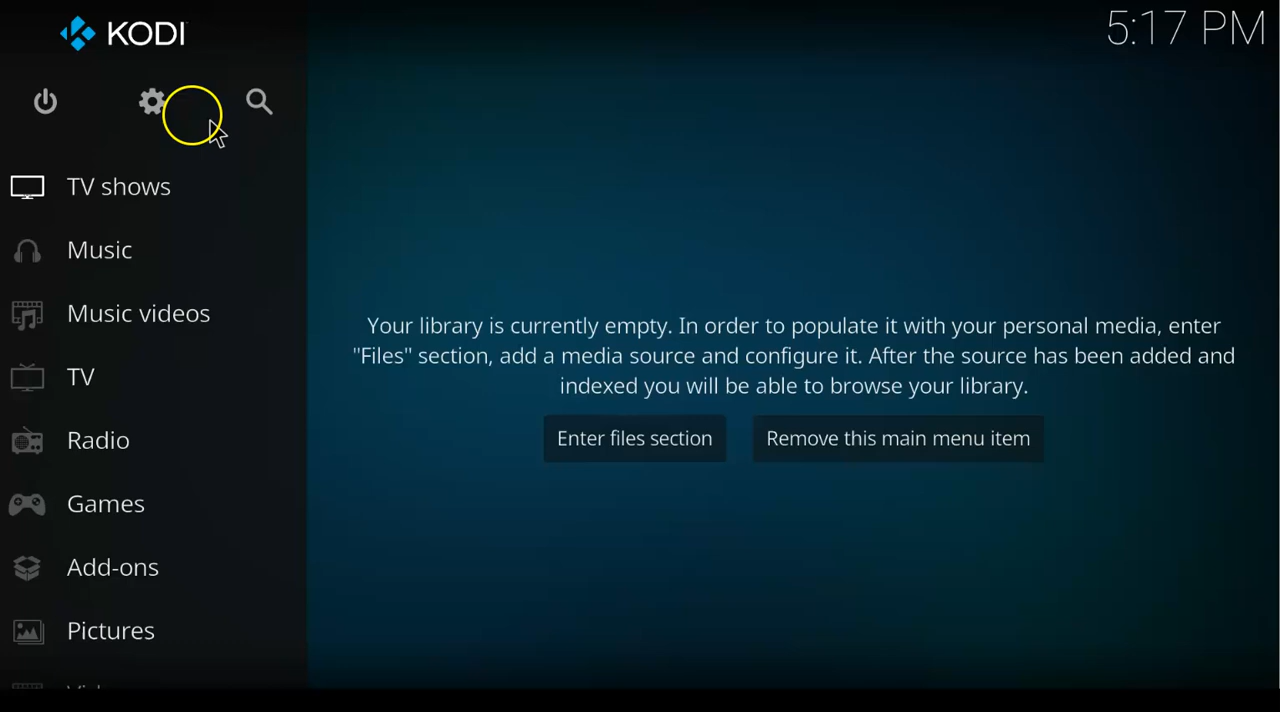 KODI
5:17 PM
TV shows
Music
Music videos
TV
Radio
Games
Add-ons
Pictures
Your library is currently empty. In order to populate it with your personal media, enter
"Files" section, add a media source and configure it. After the source has been added and
indexed you will be able to browse your library.
Enter files section
Remove this main menu item